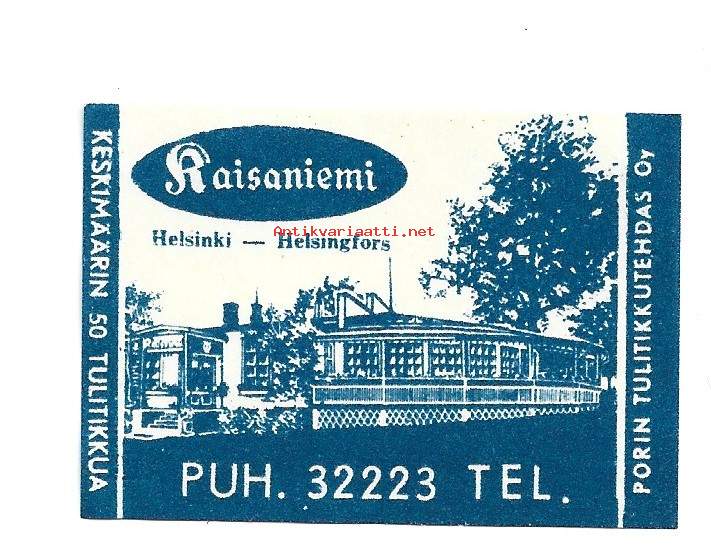 Kaisaniemi
Antikvariaatti.net
Helsinki — Helsingfors
KESKIMÄÄRIN 50 TULITIKKUA
PORIN TULITIKKUTEHDAS Oy
PUH. 32223 TEL.